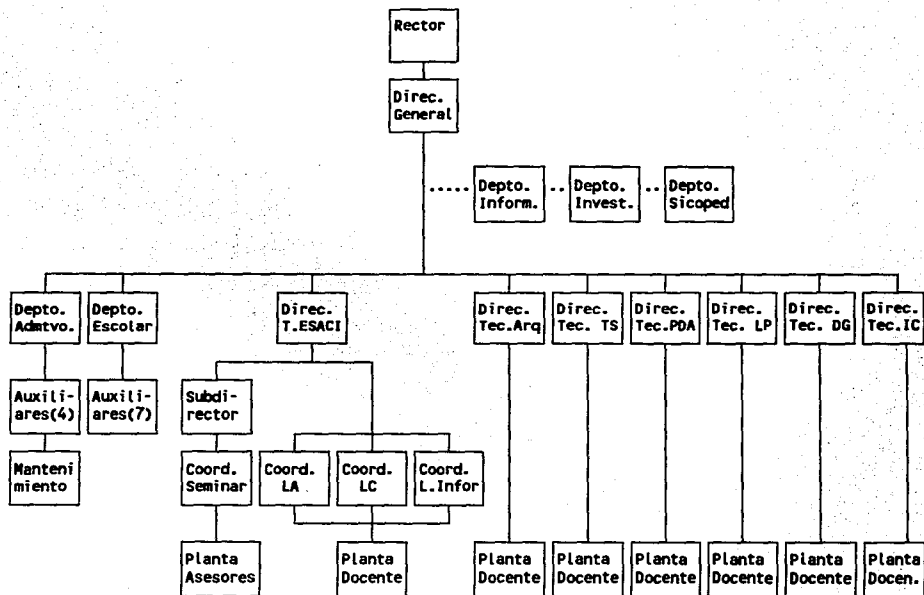 Rector
Direc.
General
Depto.
Inform.
Depto.
Invest.
Depto.
Sicoped
Depto.
Admtvo.
Depto.
Escolar
Direc.
T.ESACI
Direc.
Tec.Arq
Direc.
Tec. TS
Direc.
Tec.PDA
Direc.
Tec. LP
Direc.
Tec. DG
Direc.
Tec.IC
Auxili-
ares(4)
Auxili-
ares(7)
Subdi-
rector
Manteni
miento
Coord.
Seminar
Coord.
LA
Coord.
LC
Coord.
L.Infor
Planta
Asesores
Planta
Docente
Planta
Docente
Planta
Docente
Planta
Docente
Planta
Docente
Planta
Docente
Planta
Docen.